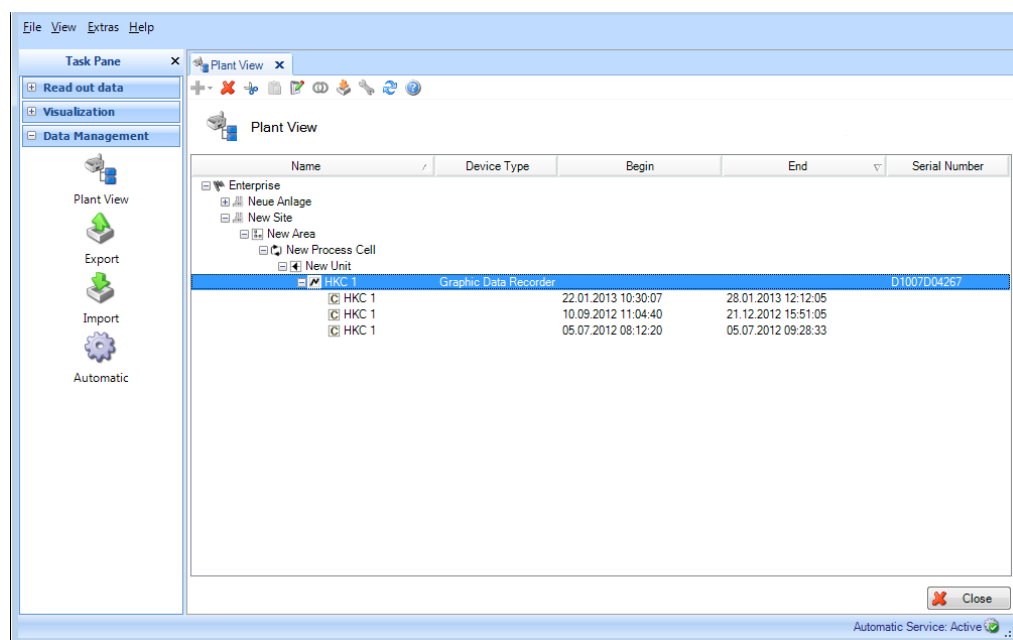 File View Extras Help
Task Pane
Plant View
Read out data
Visualization
Data Management
Plant View
Export
Import
Automatic
Plant View
Name Device Type Begin End Serial Number
Enterprise
Neue Anlage
New Site
New Area
New Process Cell
New Unit
HKC 1 Graphic Data Recorder D1007D04267
C HKC 1 22.01.2013 10:30:07 28.01.2013 12:12:05
C HKC 1 10.09.2012 11:04:40 21.12.2012 15:51:05
C HKC 1 05.07.2012 08:12:20 05.07.2012 09:28:33
Close
Automatic Service: Active